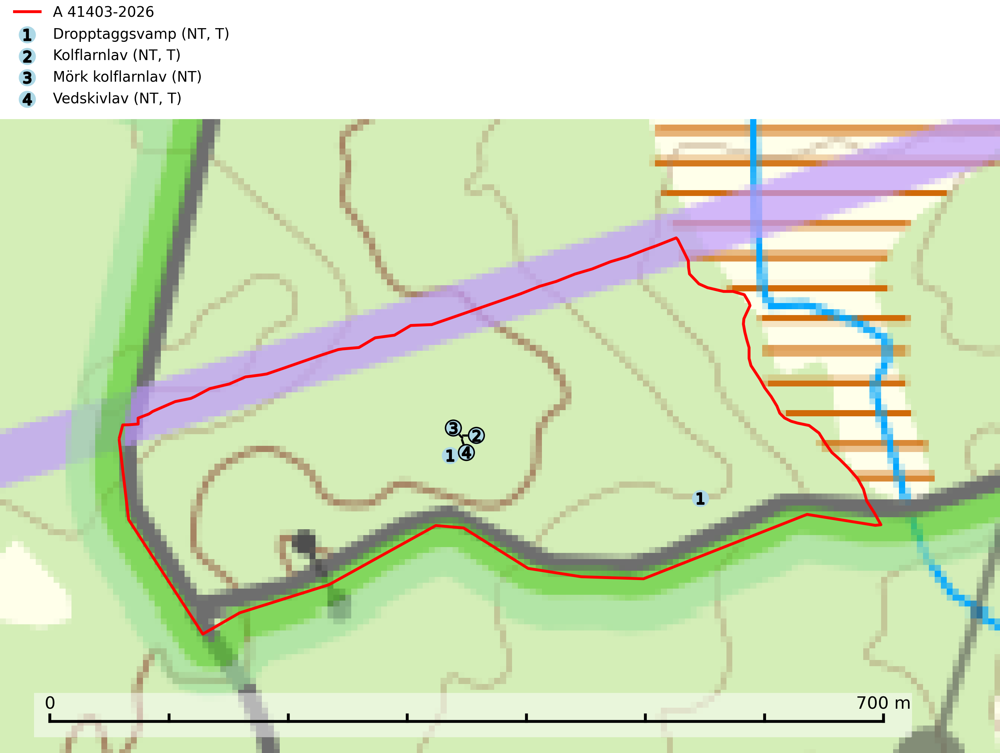 A 41403-2026
1 Dropptaggsvamp (NT, T)
2 Kolflarnlav (NT, T)
3 Mörk kolflarnlav (NT)
4 Vedskivlav (NT, T)
3
2
1
4
1
0
700 m